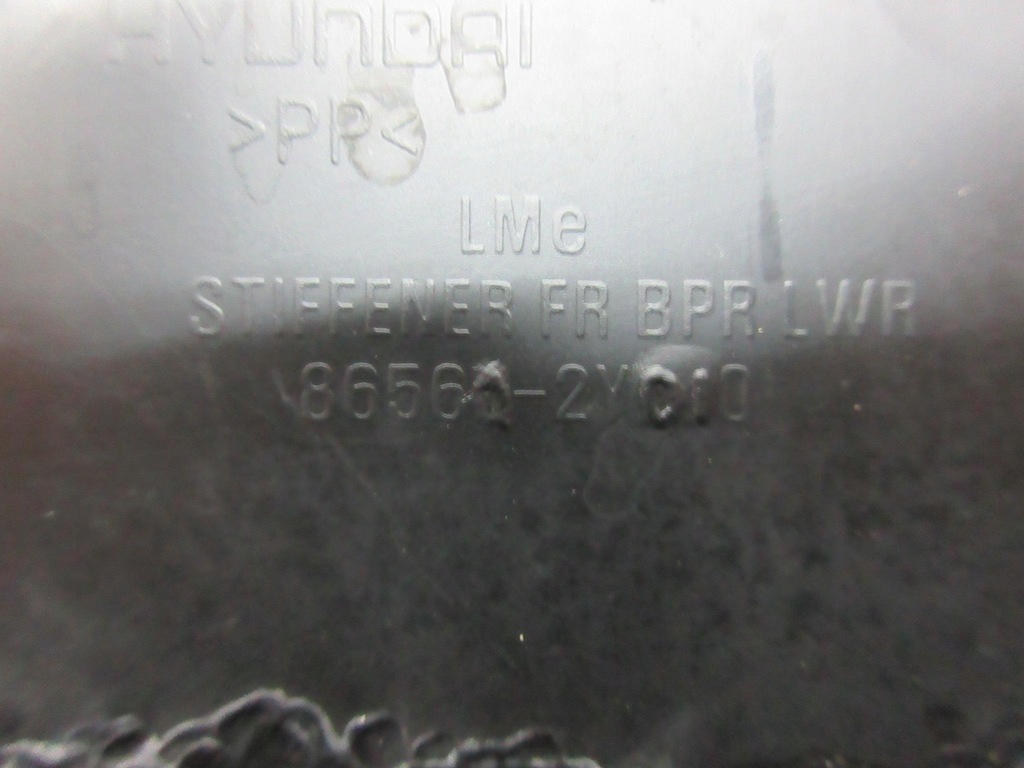 HYUNDAI
>PP<
LMe
STIFFENER FR BPR LWR